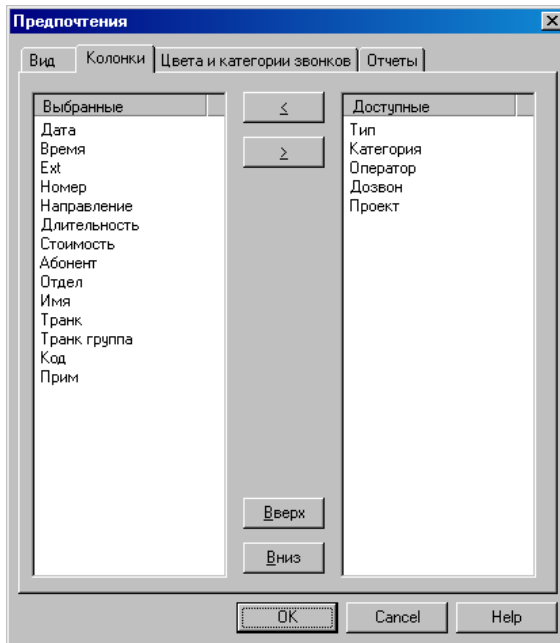 Предпочтения
Вид Колонки Цвета и категории звонков Отчеты
Выбранные
Дата
Время
Ext
Номер
Направление
Длительность
Стоимость
Абонент
Отдел
Имя
Транк
Транк группа
Код
Прим
<
>
Вверх
Вниз
Доступные
Тип
Категория
Оператор
Дозвон
Проект
OK Cancel Help